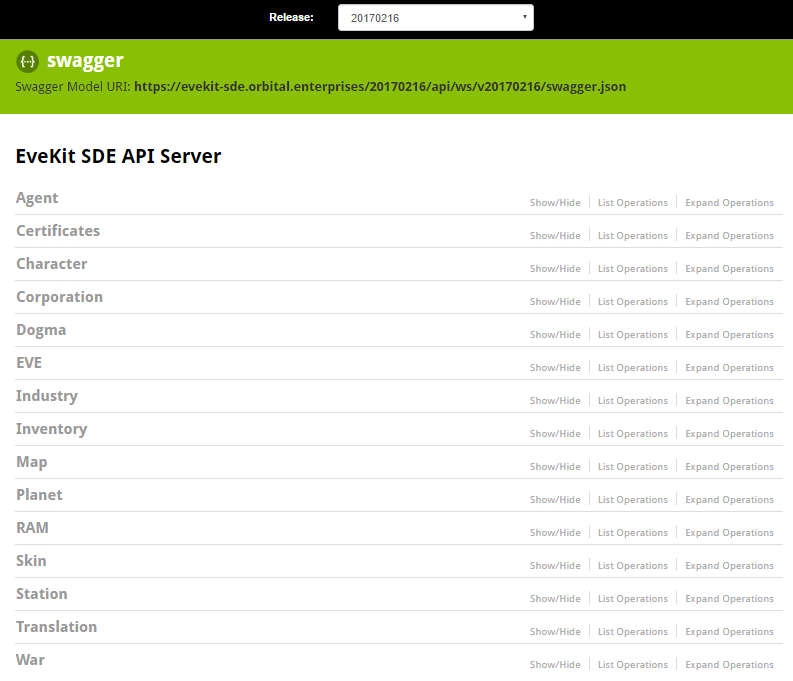 Release: 20170216
swagger
Swagger Model URI: https://evekit-sde.orbital.enterprises/20170216/api/ws/v20170216/swagger.json
EveKit SDE API Server
Agent Show/Hide List Operations Expand Operations
Certificates Show/Hide List Operations Expand Operations
Character Show/Hide List Operations Expand Operations
Corporation Show/Hide List Operations Expand Operations
Dogma Show/Hide List Operations Expand Operations
EVE Show/Hide List Operations Expand Operations
Industry Show/Hide List Operations Expand Operations
Inventory Show/Hide List Operations Expand Operations
Map Show/Hide List Operations Expand Operations
Planet Show/Hide List Operations Expand Operations
RAM Show/Hide List Operations Expand Operations
Skin Show/Hide List Operations Expand Operations
Station Show/Hide List Operations Expand Operations
Translation Show/Hide List Operations Expand Operations
War Show/Hide List Operations Expand Operations